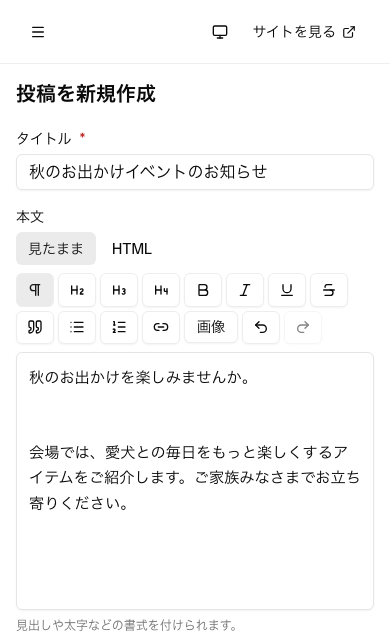 サイトを見る
投稿を新規作成
タイトル *
秋のお出かけイベントのお知らせ
本文
見たまま HTML
¶ H2 H3 H4 B I U S
画像
秋のお出かけを楽しみませんか。
会場では、愛犬との毎日をもっと楽しくするア
イテムをご紹介します。ご家族みなさまでお立ち
寄りください。
見出しや太字などの書式を付けられます。